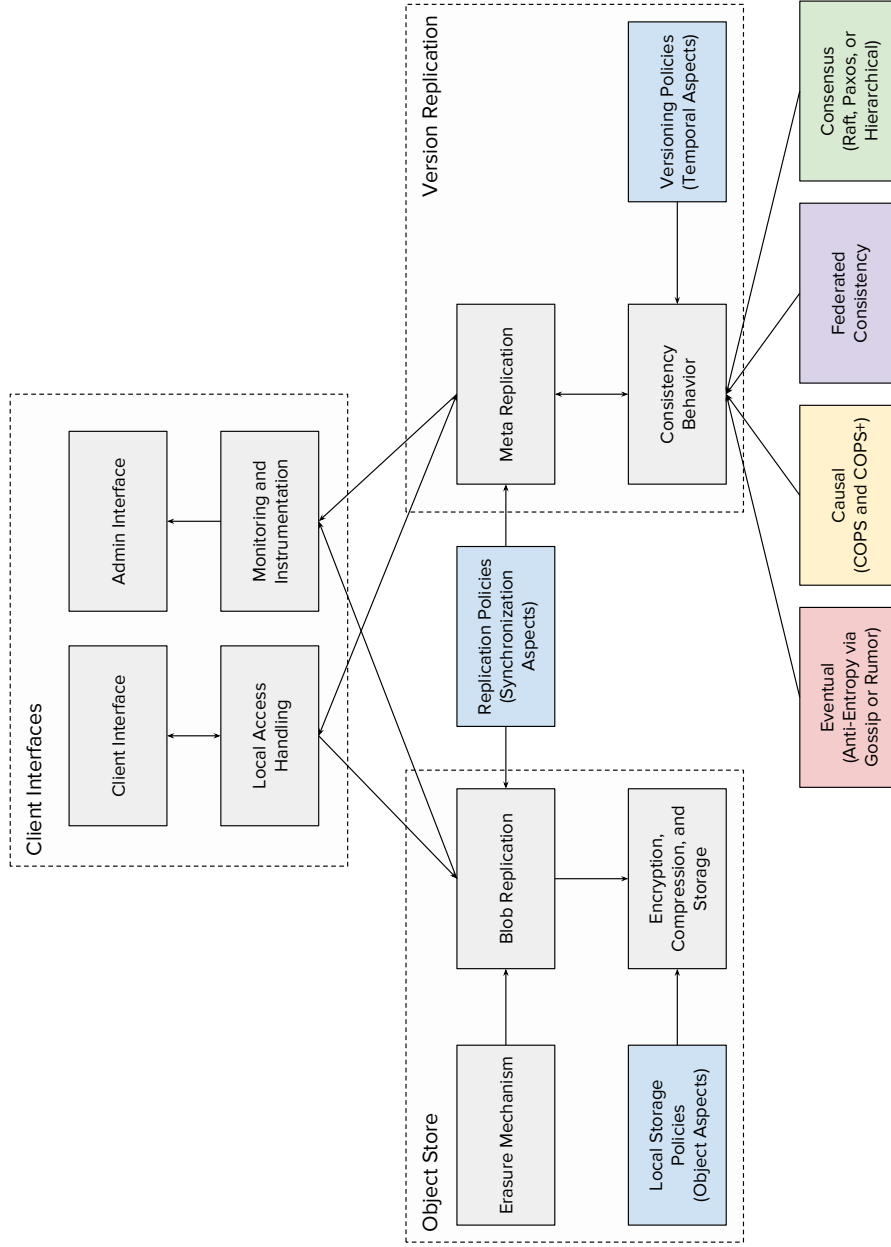 Client Interfaces
Client Interface
Admin Interface
Local Access
Handling
Monitoring and
Instrumentation
Object Store
Erasure Mechanism
Blob Replication
Local Storage
Policies
(Object Aspects)
Encryption,
Compression, and
Storage
Replication Policies
(Synchronization
Aspects)
Version Replication
Meta Replication
Consistency
Behavior
Versioning Policies
(Temporal Aspects)
Eventual
(Anti-Entropy via
Gossip or Rumor)
Causal
(COPS and COPS+)
Federated
Consistency
Consensus
(Raft, Paxos, or
Hierarchical)